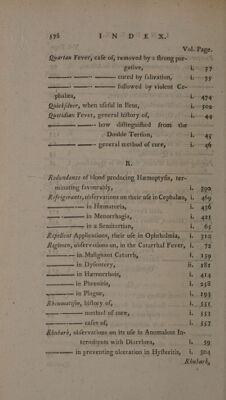 576 INDEX.
Vol. Page.
Quartan Fever, case of, removed by a strong pur-
gative, i. 37
—— —— —— cured by salivation, i. 35
—— —— —— followed by violent Ce-
phalæa, i. 474
Quicksilver, when useful in Ileus, i. 502
Quotidian Fever, general history of, i. 44
—— —— how distinguished from the
Double Tertian, i. 45
—— —— general method of cure, i. 46
R.
Redundance of blood producing Hæmoptysis, ter-
minating favourably, i. 390
Refrigerants, observations on their use in Cephalæa, i. 469
—— in Hæmaturia, i. 436
—— in Menorrhagia, i. 421
—— in a Semitertian, i. 65
Repellent Applications, their use in Ophthalmia, i. 312
Regimen, observations on, in the Catarrhal Fever, i. 72
—— in Malignant Catarrh, i. 159
—— in Dysentery, i. 181
—— in Hæmorrhois, i. 414
—— in Phrenitis, i. 258
—— in Plague, i. 193
Rheumatism, history of, i. 551
—— method of cure, i. 552
—— cases of, i. 557
Rhubarb, observations on its use in Anomalous In-
termittents with Diarrhœa, i. 59
—— in preventing ulceration in Hysteritis, i. 304
Rhubarb,